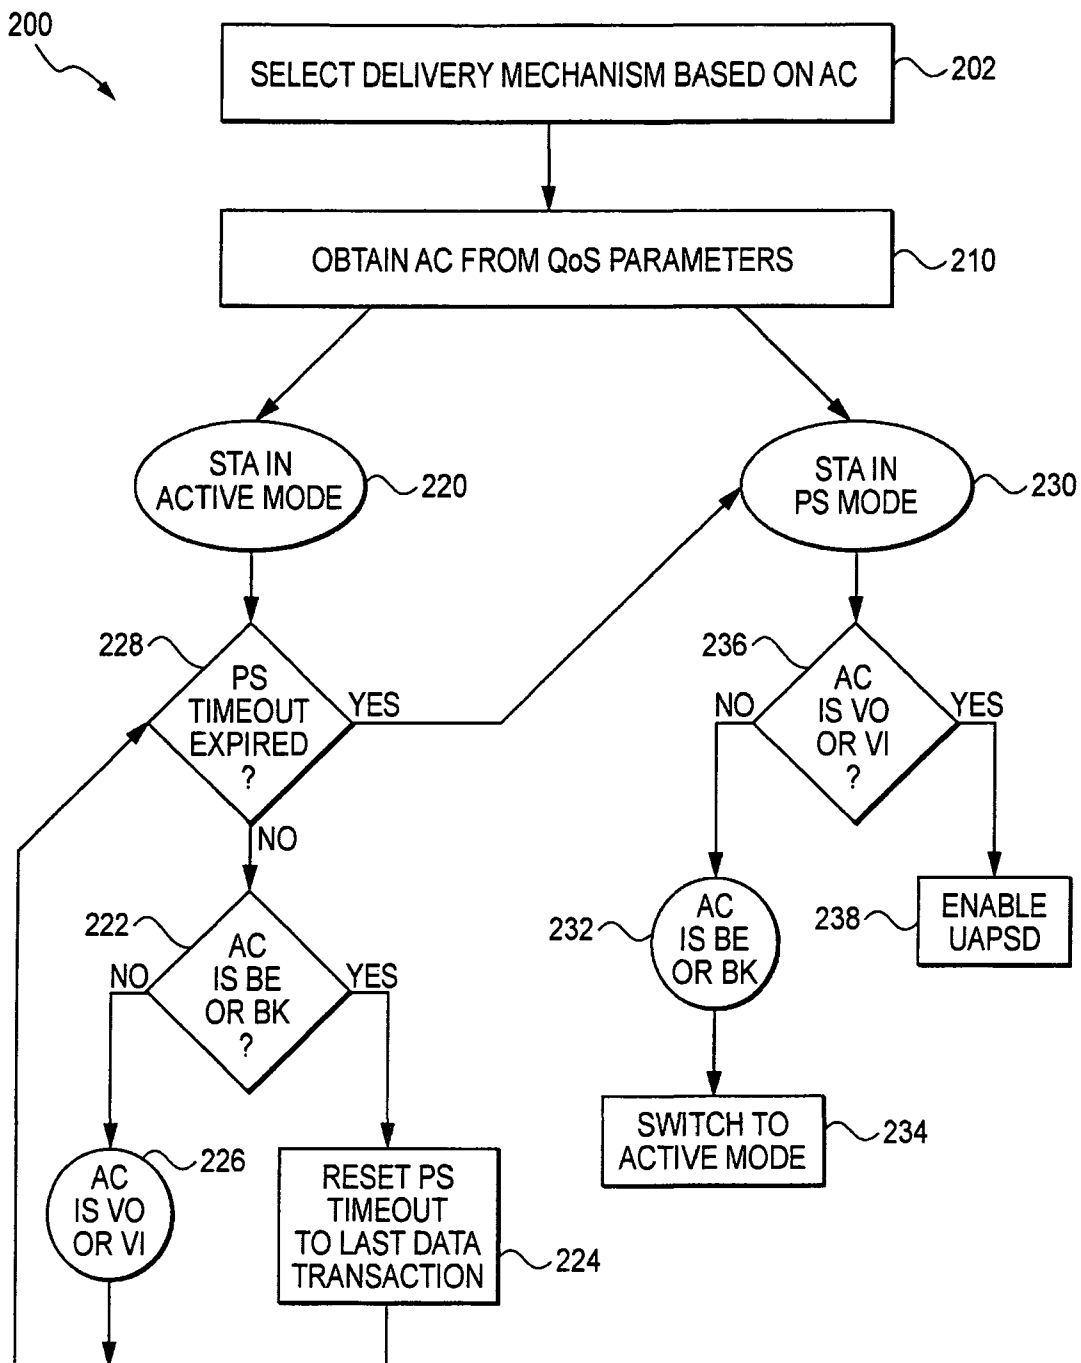 200
SELECT DELIVERY MECHANISM BASED ON AC
202
OBTAIN AC FROM QoS PARAMETERS
210
STA IN
ACTIVE MODE
220
STA IN
PS MODE
230
228
PS
TIMEOUT
EXPIRED
?
YES
NO
236
AC
IS VO
OR VI
?
NO
YES
222
AC
IS BE
OR BK
?
NO
YES
232
AC
IS BE
OR BK
238
ENABLE
UAPSD
SWITCH TO
ACTIVE MODE
234
AC
IS VO
OR VI
226
RESET PS
TIMEOUT
TO LAST DATA
TRANSACTION
224